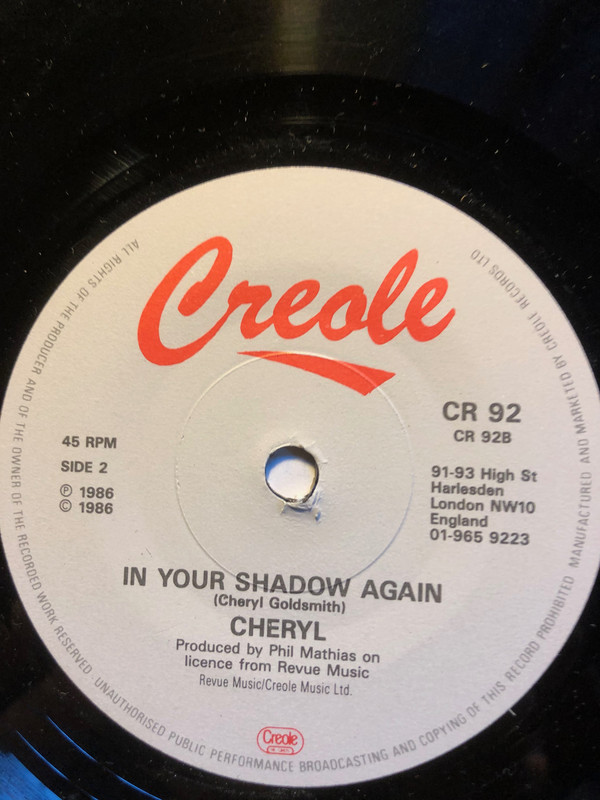 Creole
CR 92
CR 92B
45 RPM
SIDE 2
℗ 1986
© 1986
91-93 High St
Harlesden
London NW10
England
01-965 9223
IN YOUR SHADOW AGAIN
(Cheryl Goldsmith)
CHERYL
Produced by Phil Mathias on
licence from Revue Music
Revue Music/Creole Music Ltd.
Creole
ALL RIGHTS OF THE PRODUCER AND OF THE OWNER OF THE RECORDED WORK RESERVED UNAUTHORISED PUBLIC PERFORMANCE BROADCASTING AND COPYING OF THIS RECORD PROHIBITED MANUFACTURED AND MARKETED BY CREOLE RECORDS LTD